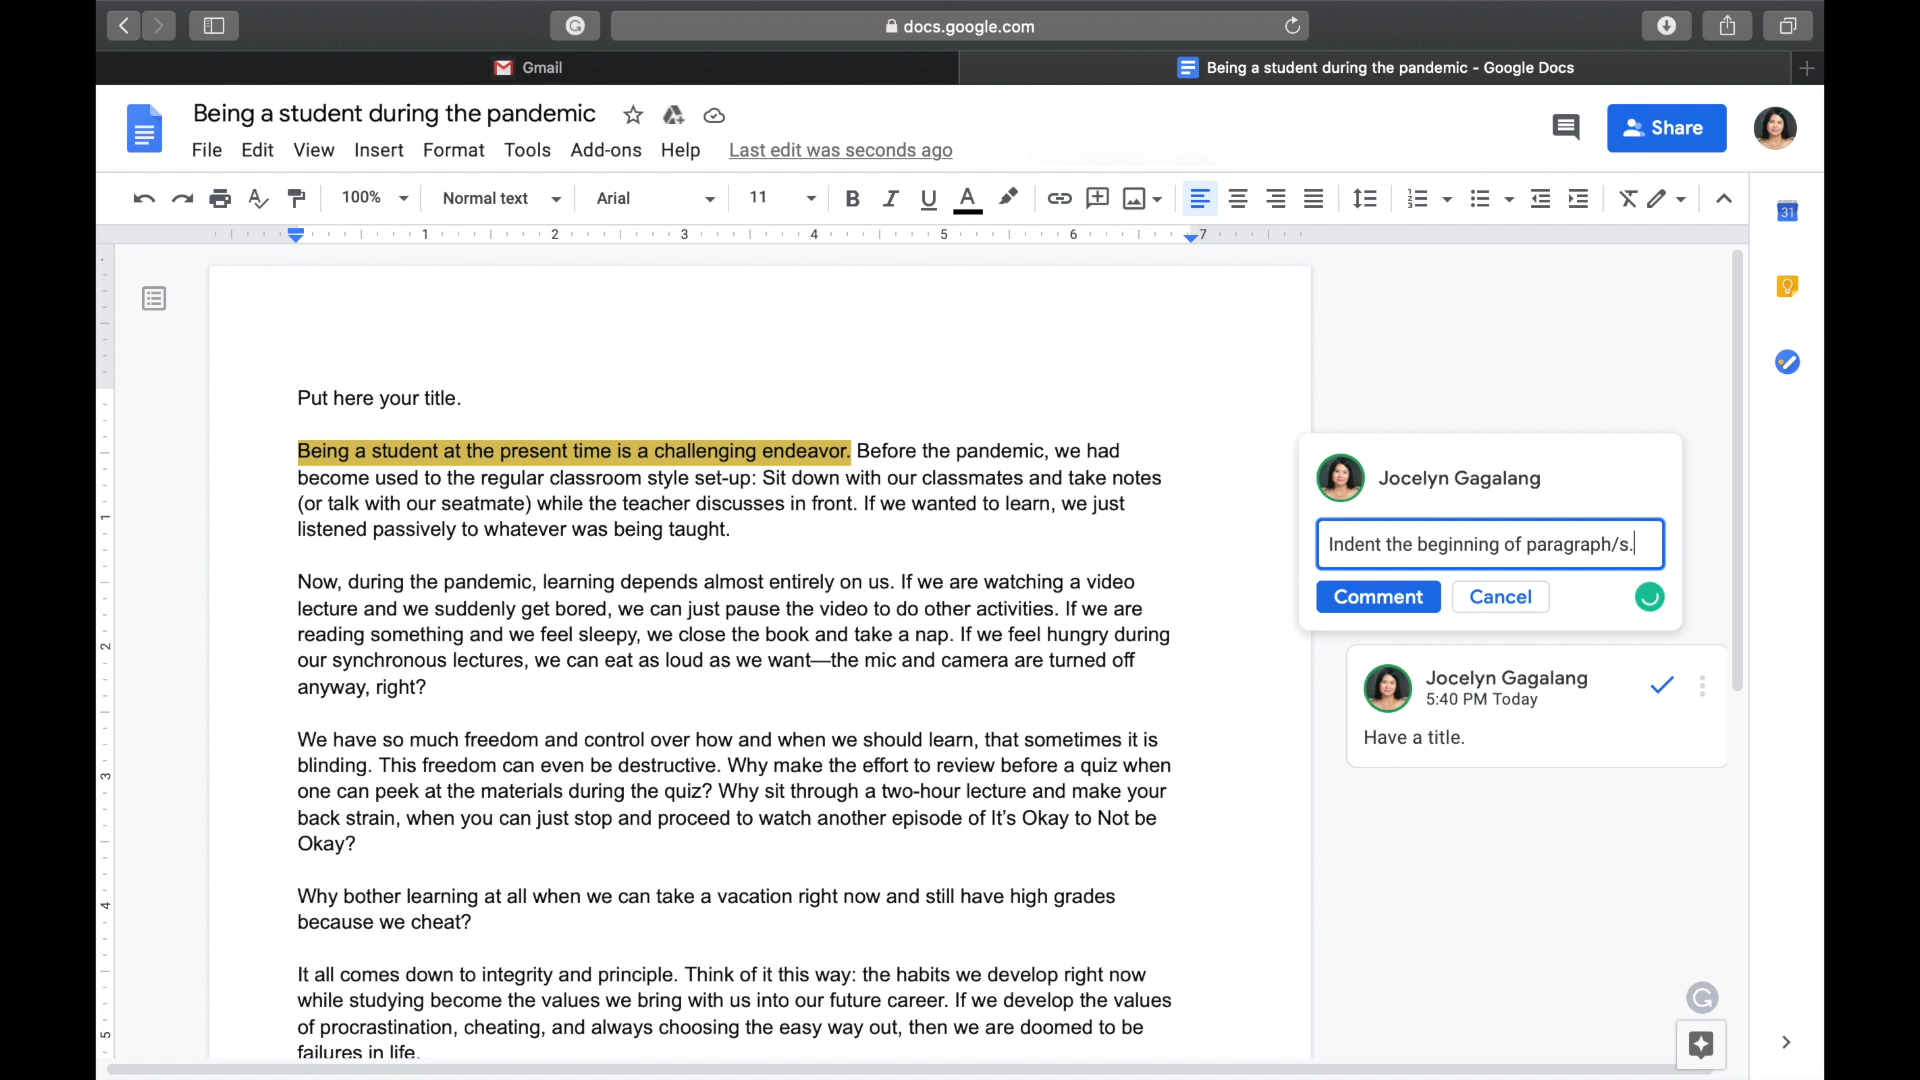 docs.google.com
Gmail
Being a student during the pandemic - Google Docs
Being a student during the pandemic
File Edit View Insert Format Tools Add-ons Help Last edit was seconds ago
Share
100% Normal text Arial 11
1 2 3 4 5 6 7
31
Put here your title.
Being a student at the present time is a challenging endeavor. Before the pandemic, we had
become used to the regular classroom style set-up: Sit down with our classmates and take notes
(or talk with our seatmate) while the teacher discusses in front. If we wanted to learn, we just
listened passively to whatever was being taught.
Now, during the pandemic, learning depends almost entirely on us. If we are watching a video
lecture and we suddenly get bored, we can just pause the video to do other activities. If we are
reading something and we feel sleepy, we close the book and take a nap. If we feel hungry during
our synchronous lectures, we can eat as loud as we want—the mic and camera are turned off
anyway, right?
We have so much freedom and control over how and when we should learn, that sometimes it is
blinding. This freedom can even be destructive. Why make the effort to review before a quiz when
one can peek at the materials during the quiz? Why sit through a two-hour lecture and make your
back strain, when you can just stop and proceed to watch another episode of It’s Okay to Not be
Okay?
Why bother learning at all when we can take a vacation right now and still have high grades
because we cheat?
It all comes down to integrity and principle. Think of it this way: the habits we develop right now
while studying become the values we bring with us into our future career. If we develop the values
of procrastination, cheating, and always choosing the easy way out, then we are doomed to be
failures in life.
Jocelyn Gagalang
Indent the beginning of paragraph/s.
Comment Cancel
Jocelyn Gagalang
5:40 PM Today
Have a title.
1
2
3
4
5